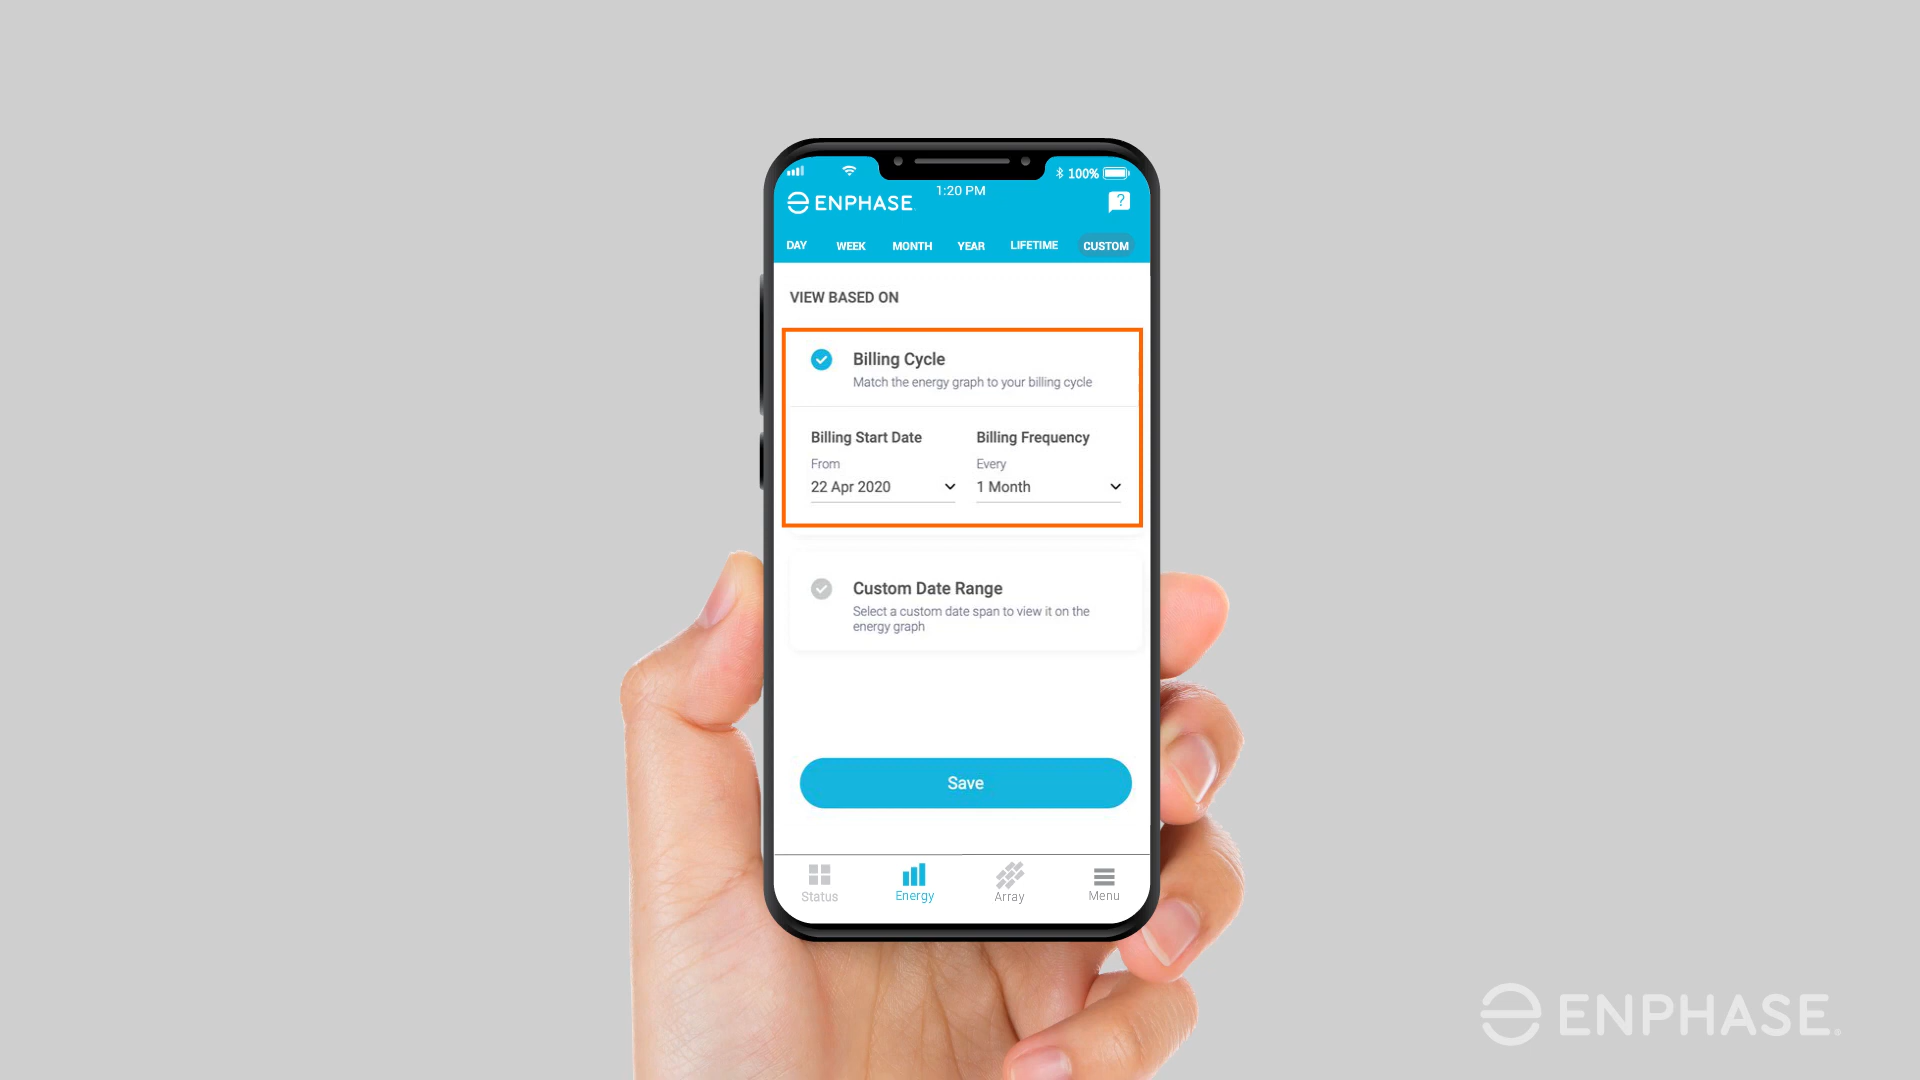 100%
1:20 PM
ENPHASE
?
DAY WEEK MONTH YEAR LIFETIME CUSTOM
VIEW BASED ON
Billing Cycle
Match the energy graph to your billing cycle
Billing Start Date Billing Frequency
From Every
22 Apr 2020 1 Month
Custom Date Range
Select a custom date span to view it on the
energy graph
Save
Status Energy Array Menu
ENPHASE.